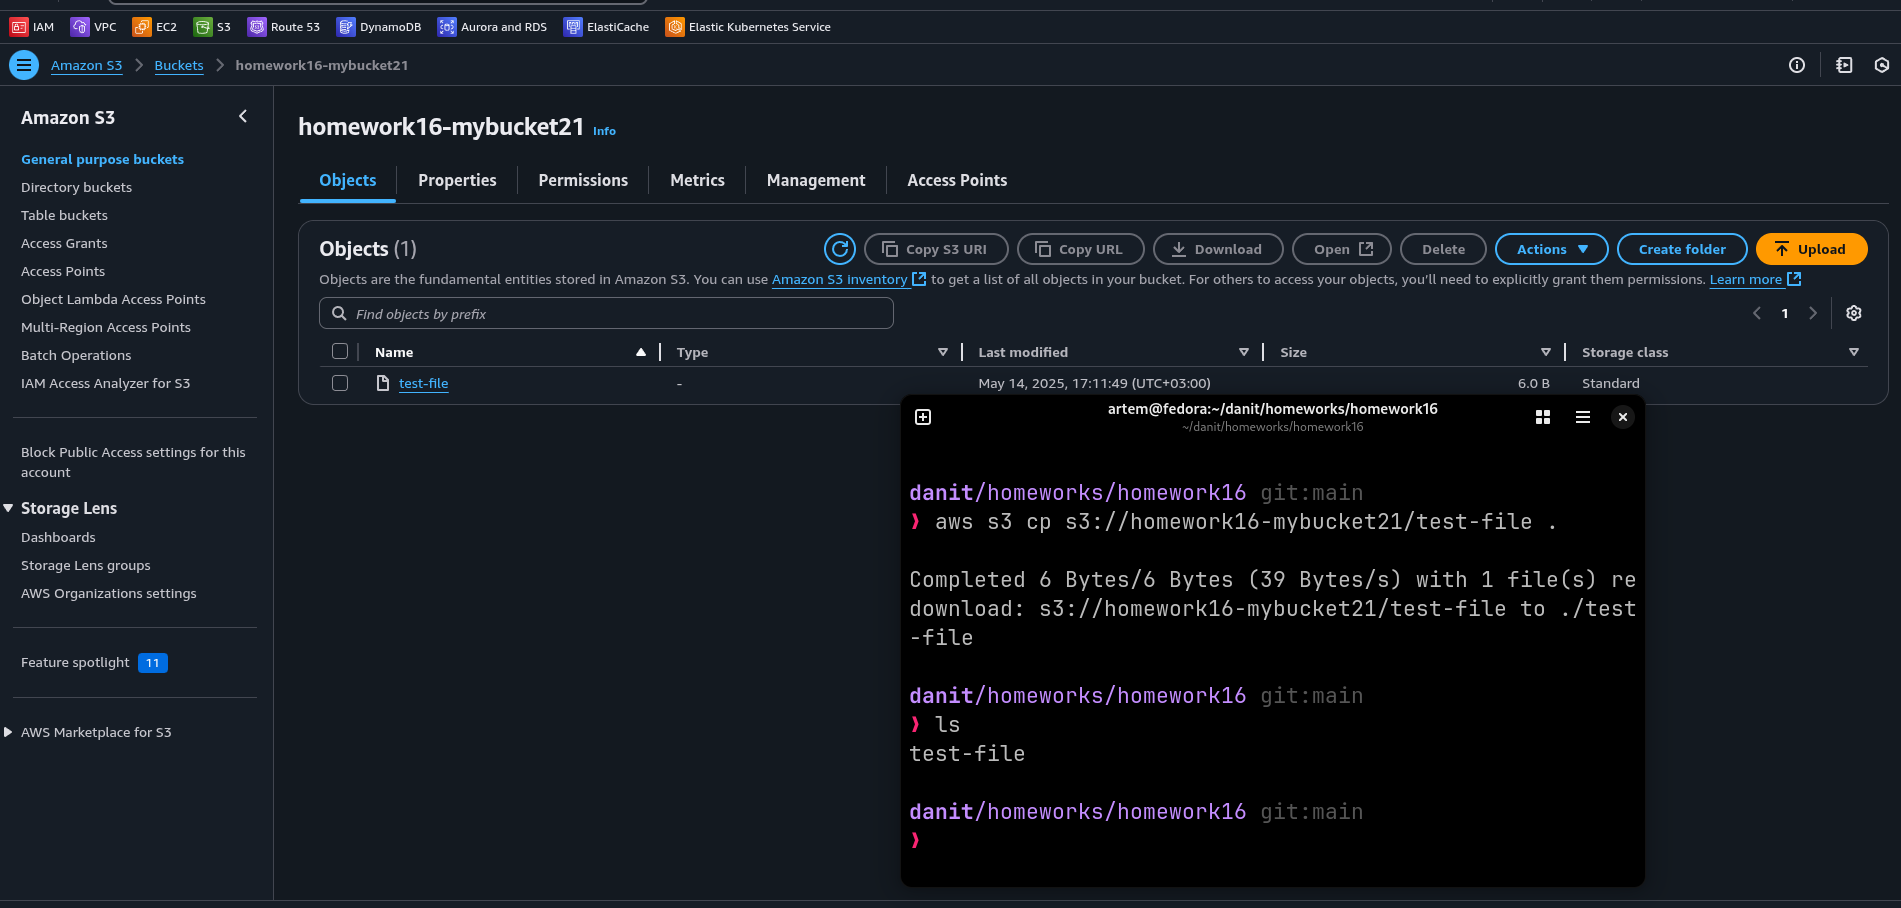 IAM VPC EC2 S3 Route 53 DynamoDB Aurora and RDS ElastiCache Elastic Kubernetes Service
Amazon S3 Buckets homework16-mybucket21
Amazon S3
General purpose buckets
Directory buckets
Table buckets
Access Grants
Access Points
Object Lambda Access Points
Multi-Region Access Points
Batch Operations
IAM Access Analyzer for S3
Block Public Access settings for this
account
Storage Lens
Dashboards
Storage Lens groups
AWS Organizations settings
Feature spotlight 11
AWS Marketplace for S3
homework16-mybucket21 Info
Objects Properties Permissions Metrics Management Access Points
Objects (1)
Copy S3 URI Copy URL Download Open Delete Actions Create folder Upload
Objects are the fundamental entities stored in Amazon S3. You can use Amazon S3 inventory to get a list of all objects in your bucket. For others to access your objects, you'll need to explicitly grant them permissions. Learn more
Find objects by prefix
1
Name Type Last modified Size Storage class
test-file - May 14, 2025, 17:11:49 (UTC+03:00) 6.0 B Standard
artem@fedora:~/danit/homeworks/homework16
~/danit/homeworks/homework16
danit/homeworks/homework16 git:main
❯ aws s3 cp s3://homework16-mybucket21/test-file .
Completed 6 Bytes/6 Bytes (39 Bytes/s) with 1 file(s) re
download: s3://homework16-mybucket21/test-file to ./test
-file
danit/homeworks/homework16 git:main
❯ ls
test-file
danit/homeworks/homework16 git:main
❯